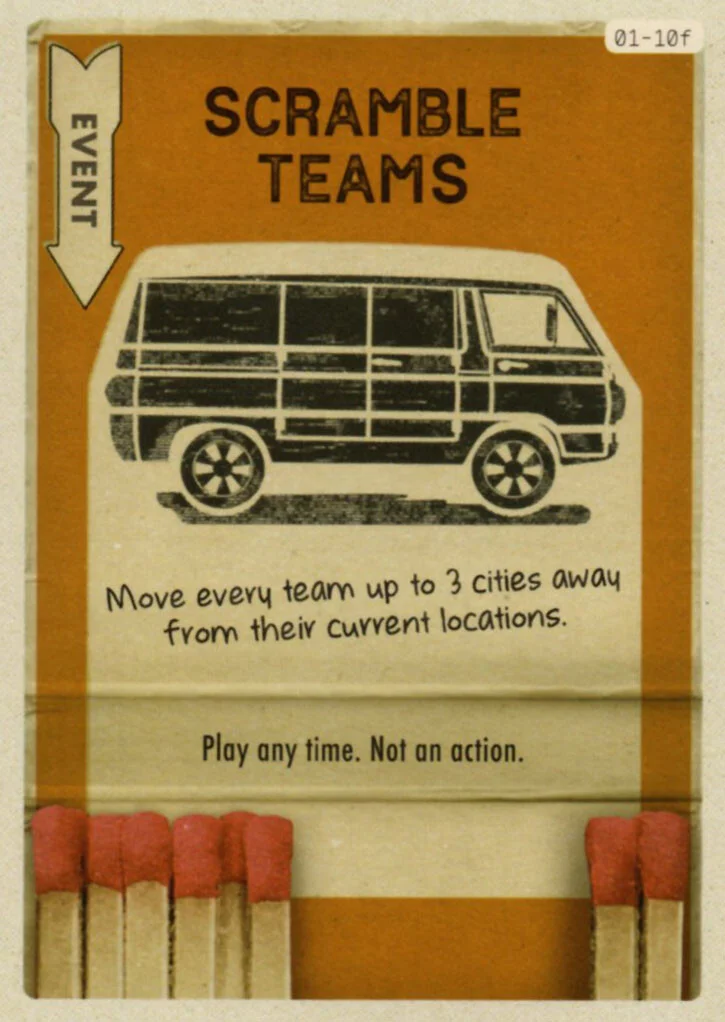 01-10f
EVENT
SCRAMBLE
TEAMS
Move every team up to 3 cities away
from their current locations.
Play any time. Not an action.